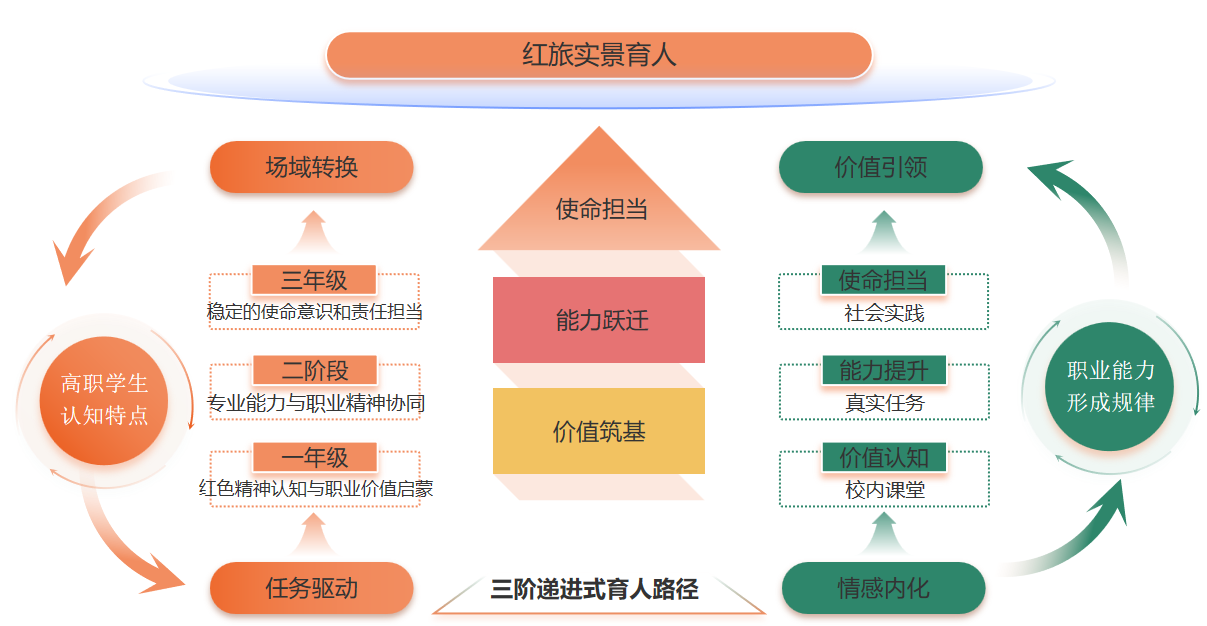 红旅实景育人
场域转换
三年级
稳定的使命意识和责任担当
二阶段
专业能力与职业精神协同
一年级
红色精神认知与职业价值启蒙
任务驱动
高职学生
认知特点
使命担当
能力跃迁
价值筑基
三阶递进式育人路径
价值引领
使命担当
社会实践
能力提升
真实任务
价值认知
校内课堂
情感内化
职业能力
形成规律